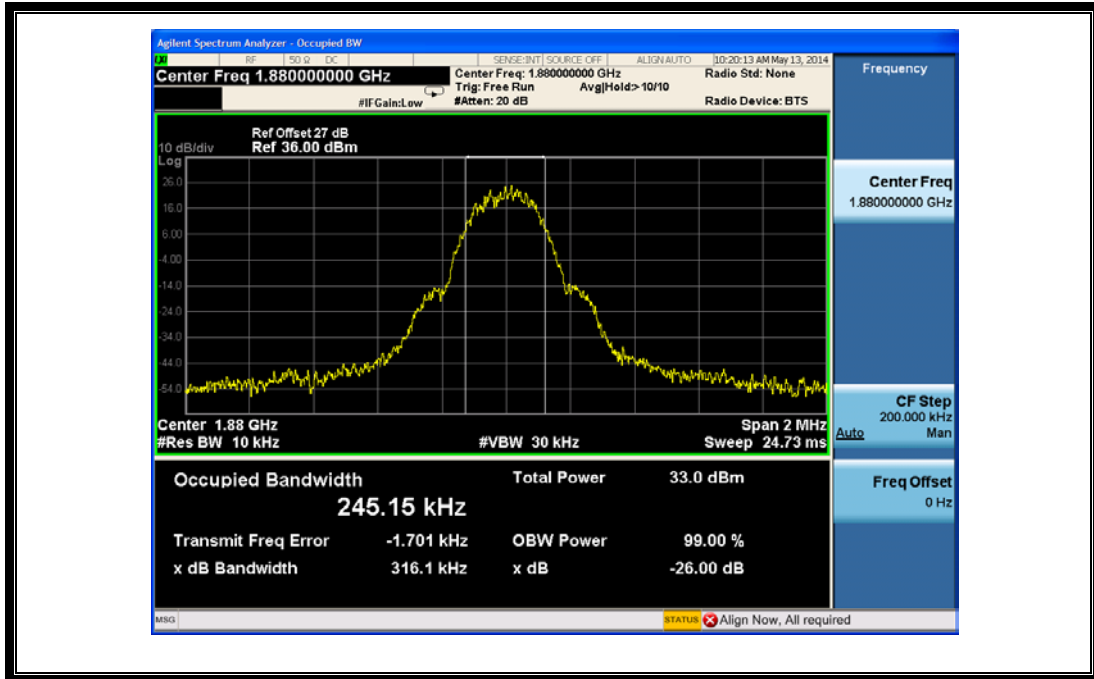 Agilent Spectrum Analyzer - Occupied BW
RF 50 Ω DC SENSE:INT SOURCE OFF ALIGN AUTO 10:20:13 AM May 13, 2014
Center Freq 1.880000000 GHz
Center Freq: 1.880000000 GHz Radio Std: None
Trig: Free Run Avg|Hold:> 10/10
#IFGain:Low #Atten: 20 dB Radio Device: BTS
Ref Offset 27 dB
10 dB/div Ref 36.00 dBm
Log
26.0
16.0
6.00
-4.00
-14.0
-24.0
-34.0
-44.0
-54.0
Center 1.88 GHz Span 2 MHz
#Res BW 10 kHz #VBW 30 kHz Sweep 24.73 ms
Occupied Bandwidth Total Power 33.0 dBm
245.15 kHz
Transmit Freq Error -1.701 kHz OBW Power 99.00 %
x dB Bandwidth 316.1 kHz x dB -26.00 dB
Frequency
Center Freq
1.880000000 GHz
CF Step
200.000 kHz
Auto Man
Freq Offset
0 Hz
MSG STATUS Align Now, All required